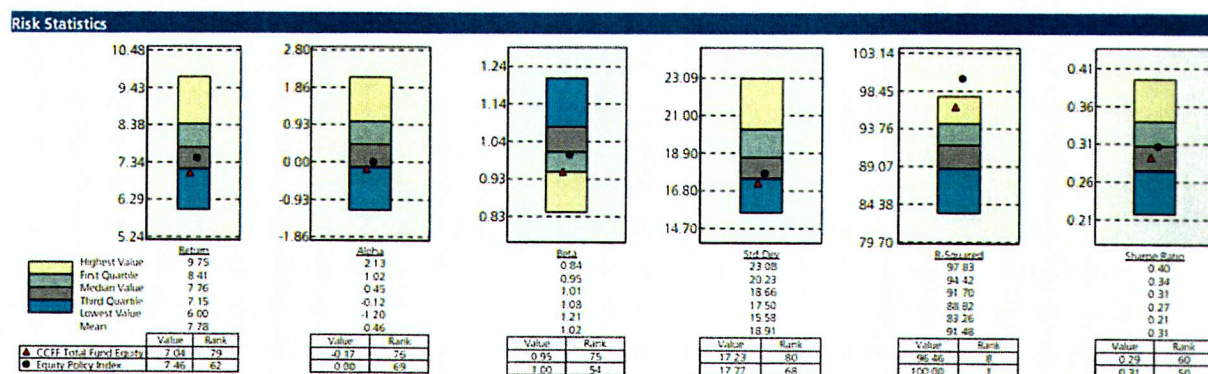 Risk Statistics
10.48 2.80 1.24 23.09 103.14 0.41
9.43 1.86 1.14 21.00 98.45 0.36
8.38 0.93 1.04 18.90 93.76 0.31
7.34 0.00 0.93 16.80 89.07 0.26
6.29 -0.93 0.83 14.70 84.38 0.21
5.24 -1.86 79.70
Return Alpha Beta Std Dev R-Squared Sharpe Ratio
Highest Value 9.75 2.13 0.84 23.08 97.83 0.40
First Quartile 8.41 1.02 0.95 20.23 94.42 0.34
Median Value 7.76 0.45 1.01 18.66 91.70 0.31
Third Quartile 7.15 -0.12 1.08 17.50 88.82 0.27
Lowest Value 6.00 -1.20 1.21 15.58 83.26 0.21
Mean 7.78 0.46 1.02 18.91 91.48 0.31
Value Rank Value Rank Value Rank Value Rank Value Rank Value Rank
CCFF Total Fund Equity 7.04 79 -0.17 75 0.95 75 17.23 80 96.46 8 0.29 60
Equity Policy Index 7.46 62 0.00 69 1.00 54 17.77 68 100.00 1 0.31 50